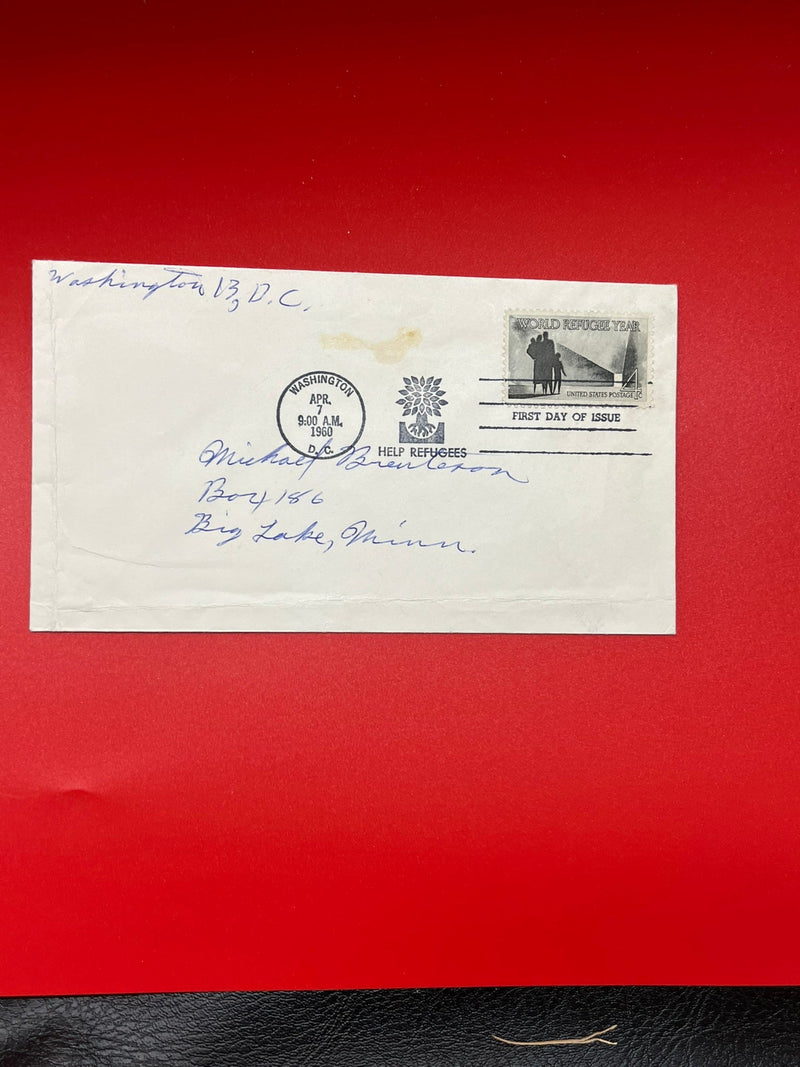 Washington 13, D.C.
WORLD REFUGEE YEAR
4¢
UNITED STATES POSTAGE
WASHINGTON
APR.
7
9:00 A.M.
1960
D.C.
HELP REFUGEES
FIRST DAY OF ISSUE
Michael
Box 186
Big Lake, Minn.